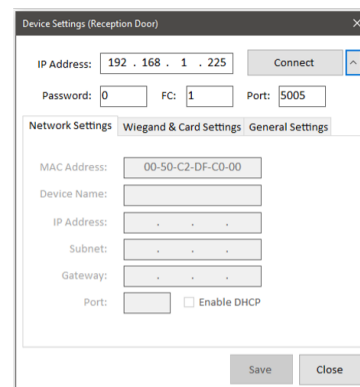 Device Settings (Reception Door)
IP Address: 192 . 168 . 1 . 225 Connect
Password: 0 FC: 1 Port: 5005
Network Settings Wiegand & Card Settings General Settings
MAC Address: 00-50-C2-DF-C0-00
Device Name:
IP Address: . . .
Subnet: . . .
Gateway: . . .
Port: Enable DHCP
Save Close